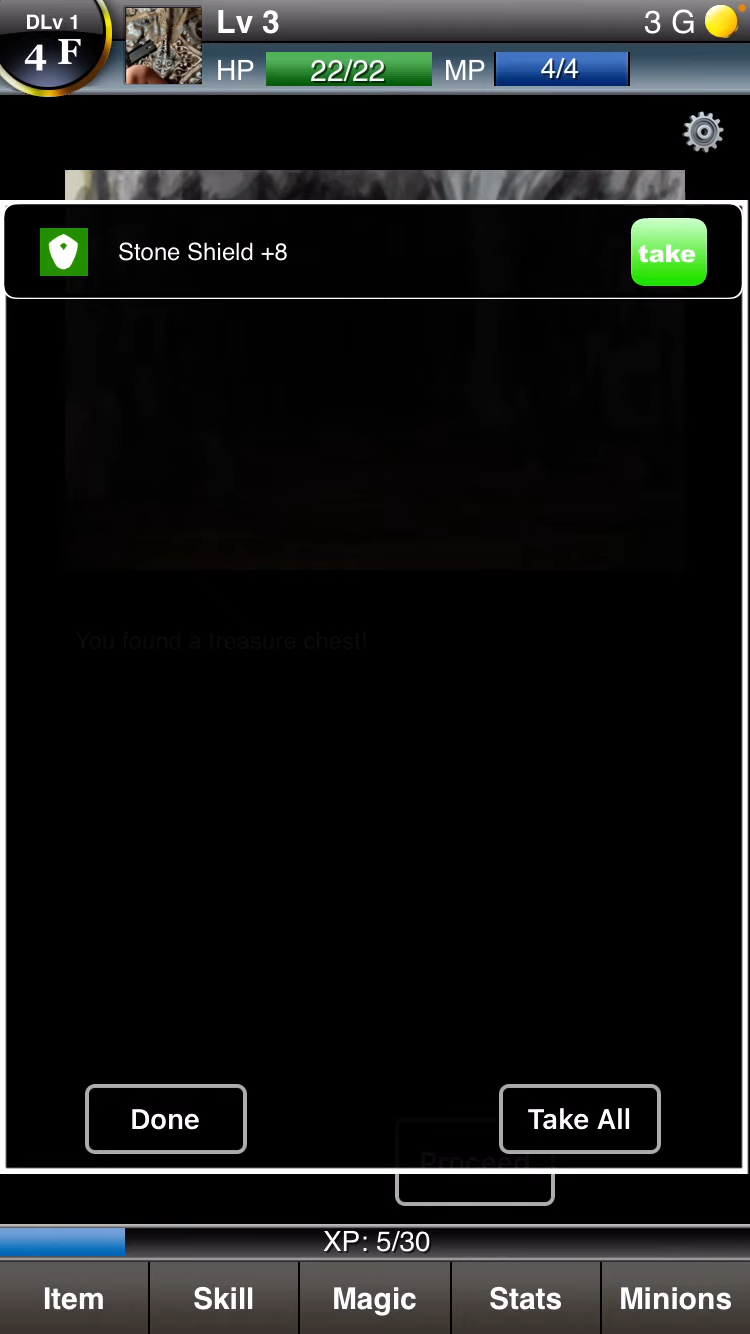 DLv 1
4 F
Lv 3
3 G
HP
22/22
MP
4/4
Stone Shield +8
take
You found a treasure chest!
Done
Take All
Proceed
XP: 5/30
Item
Skill
Magic
Stats
Minions